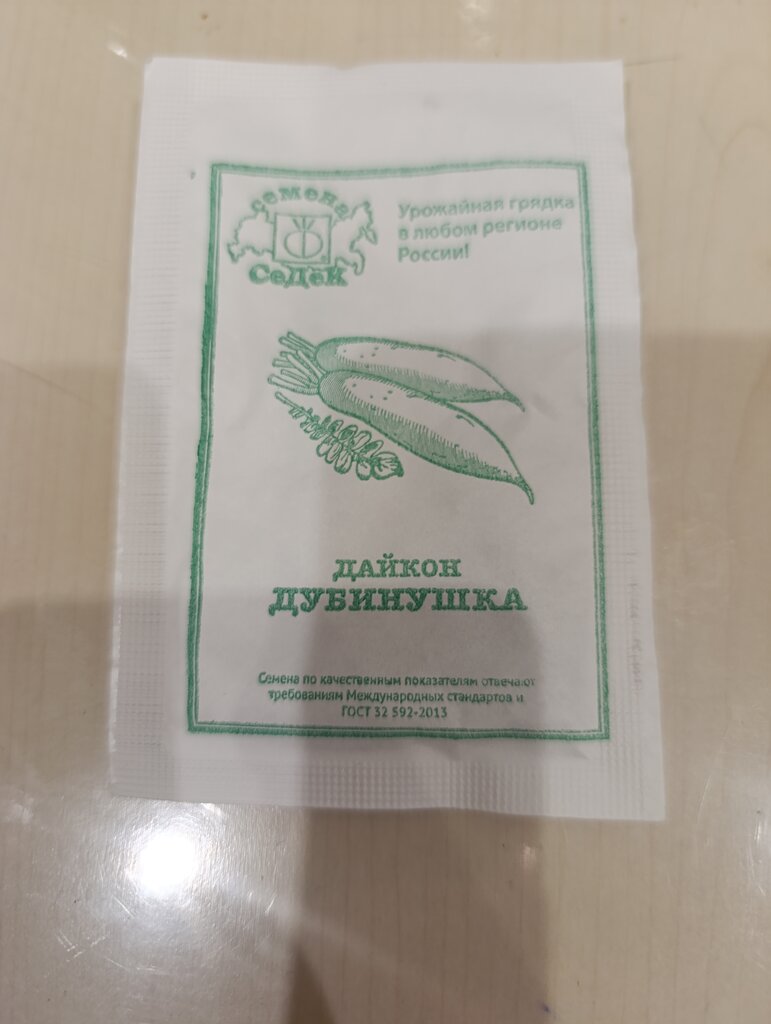 семена
СеДеК
Урожайная грядка
в любом регионе
России!
ДАЙКОН
ДУБИНУШКА
Семена по качественным показателям отвечают
требованиям Международных стандартов и
ГОСТ 32 592-2013